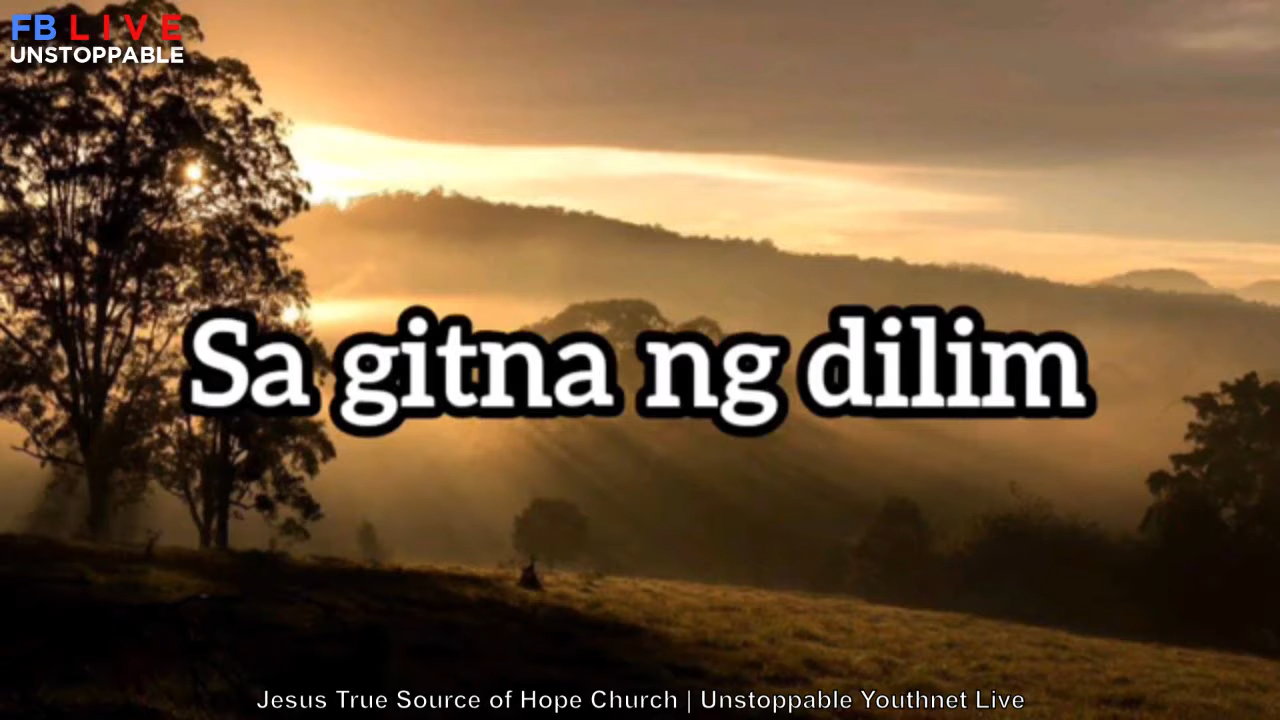 FB LIVE
UNSTOPPABLE
Sa gitna ng dilim
Jesus True Source of Hope Church | Unstoppable Youthnet Live